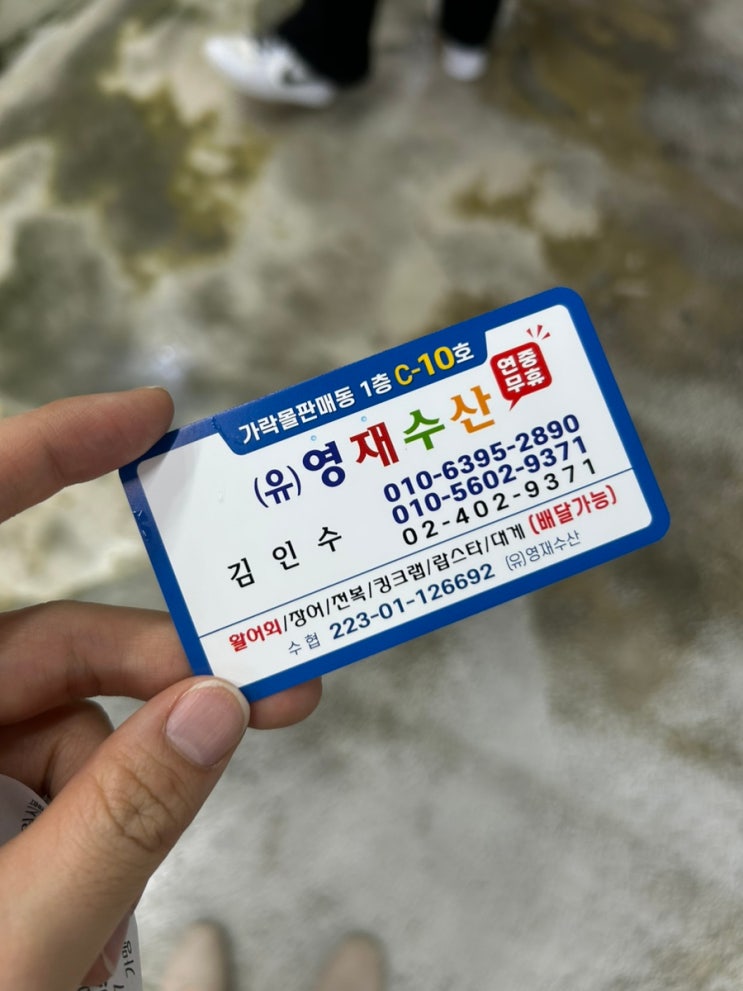 가락몰판매동 1층 C-10호
연중
무휴
(유)영재수산
010-6395-2890
010-5602-9371
김인수 02-402-9371
활어회/장어/전복/킹크랩/랍스타/대게 (배달가능)
수협 223-01-126692 (유)영재수산